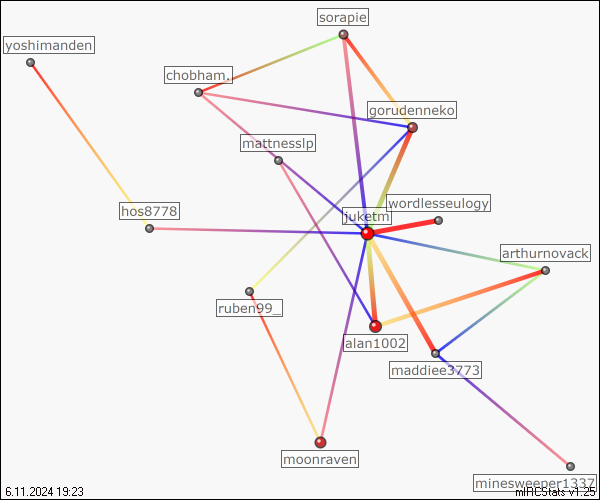 sorapie
yoshimanden
chobham.
gorudenneko
mattnesslp
wordlesseulogy
hos8778
juketm
arthurnovack
ruben99_
alan1002
maddiee3773
moonraven
minesweeper1337
6.11.2024 19:23
mIRCStats v1.25